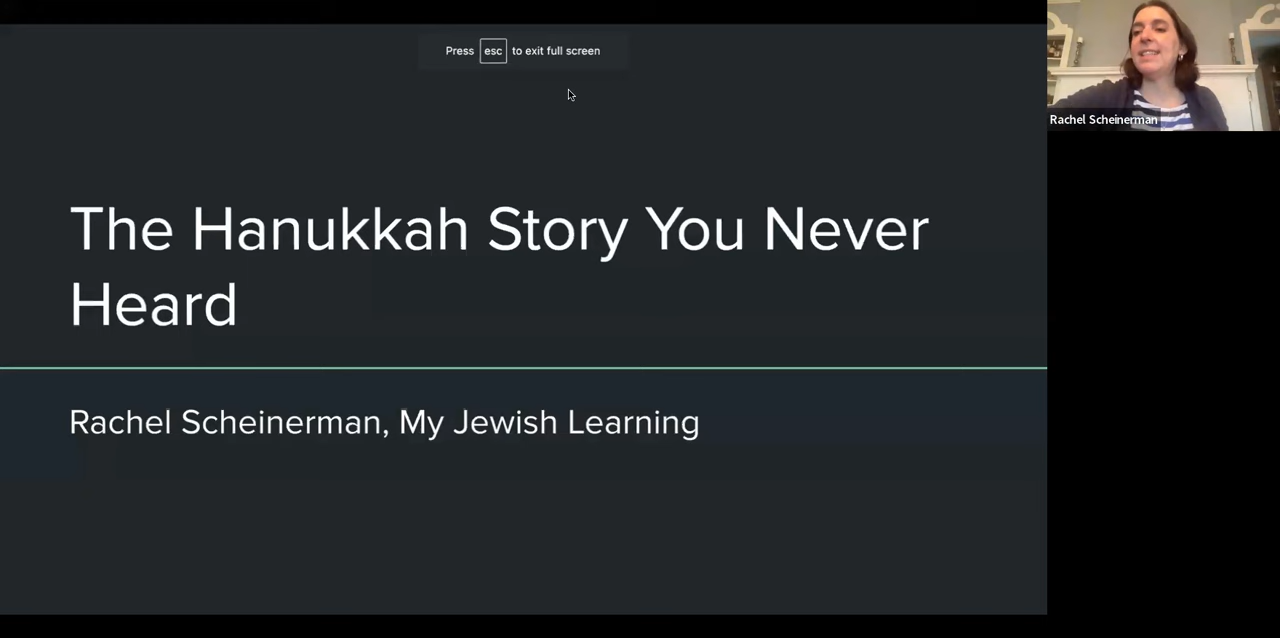 Press esc to exit full screen
Rachel Scheinerman
The Hanukkah Story You Never
Heard
Rachel Scheinerman, My Jewish Learning